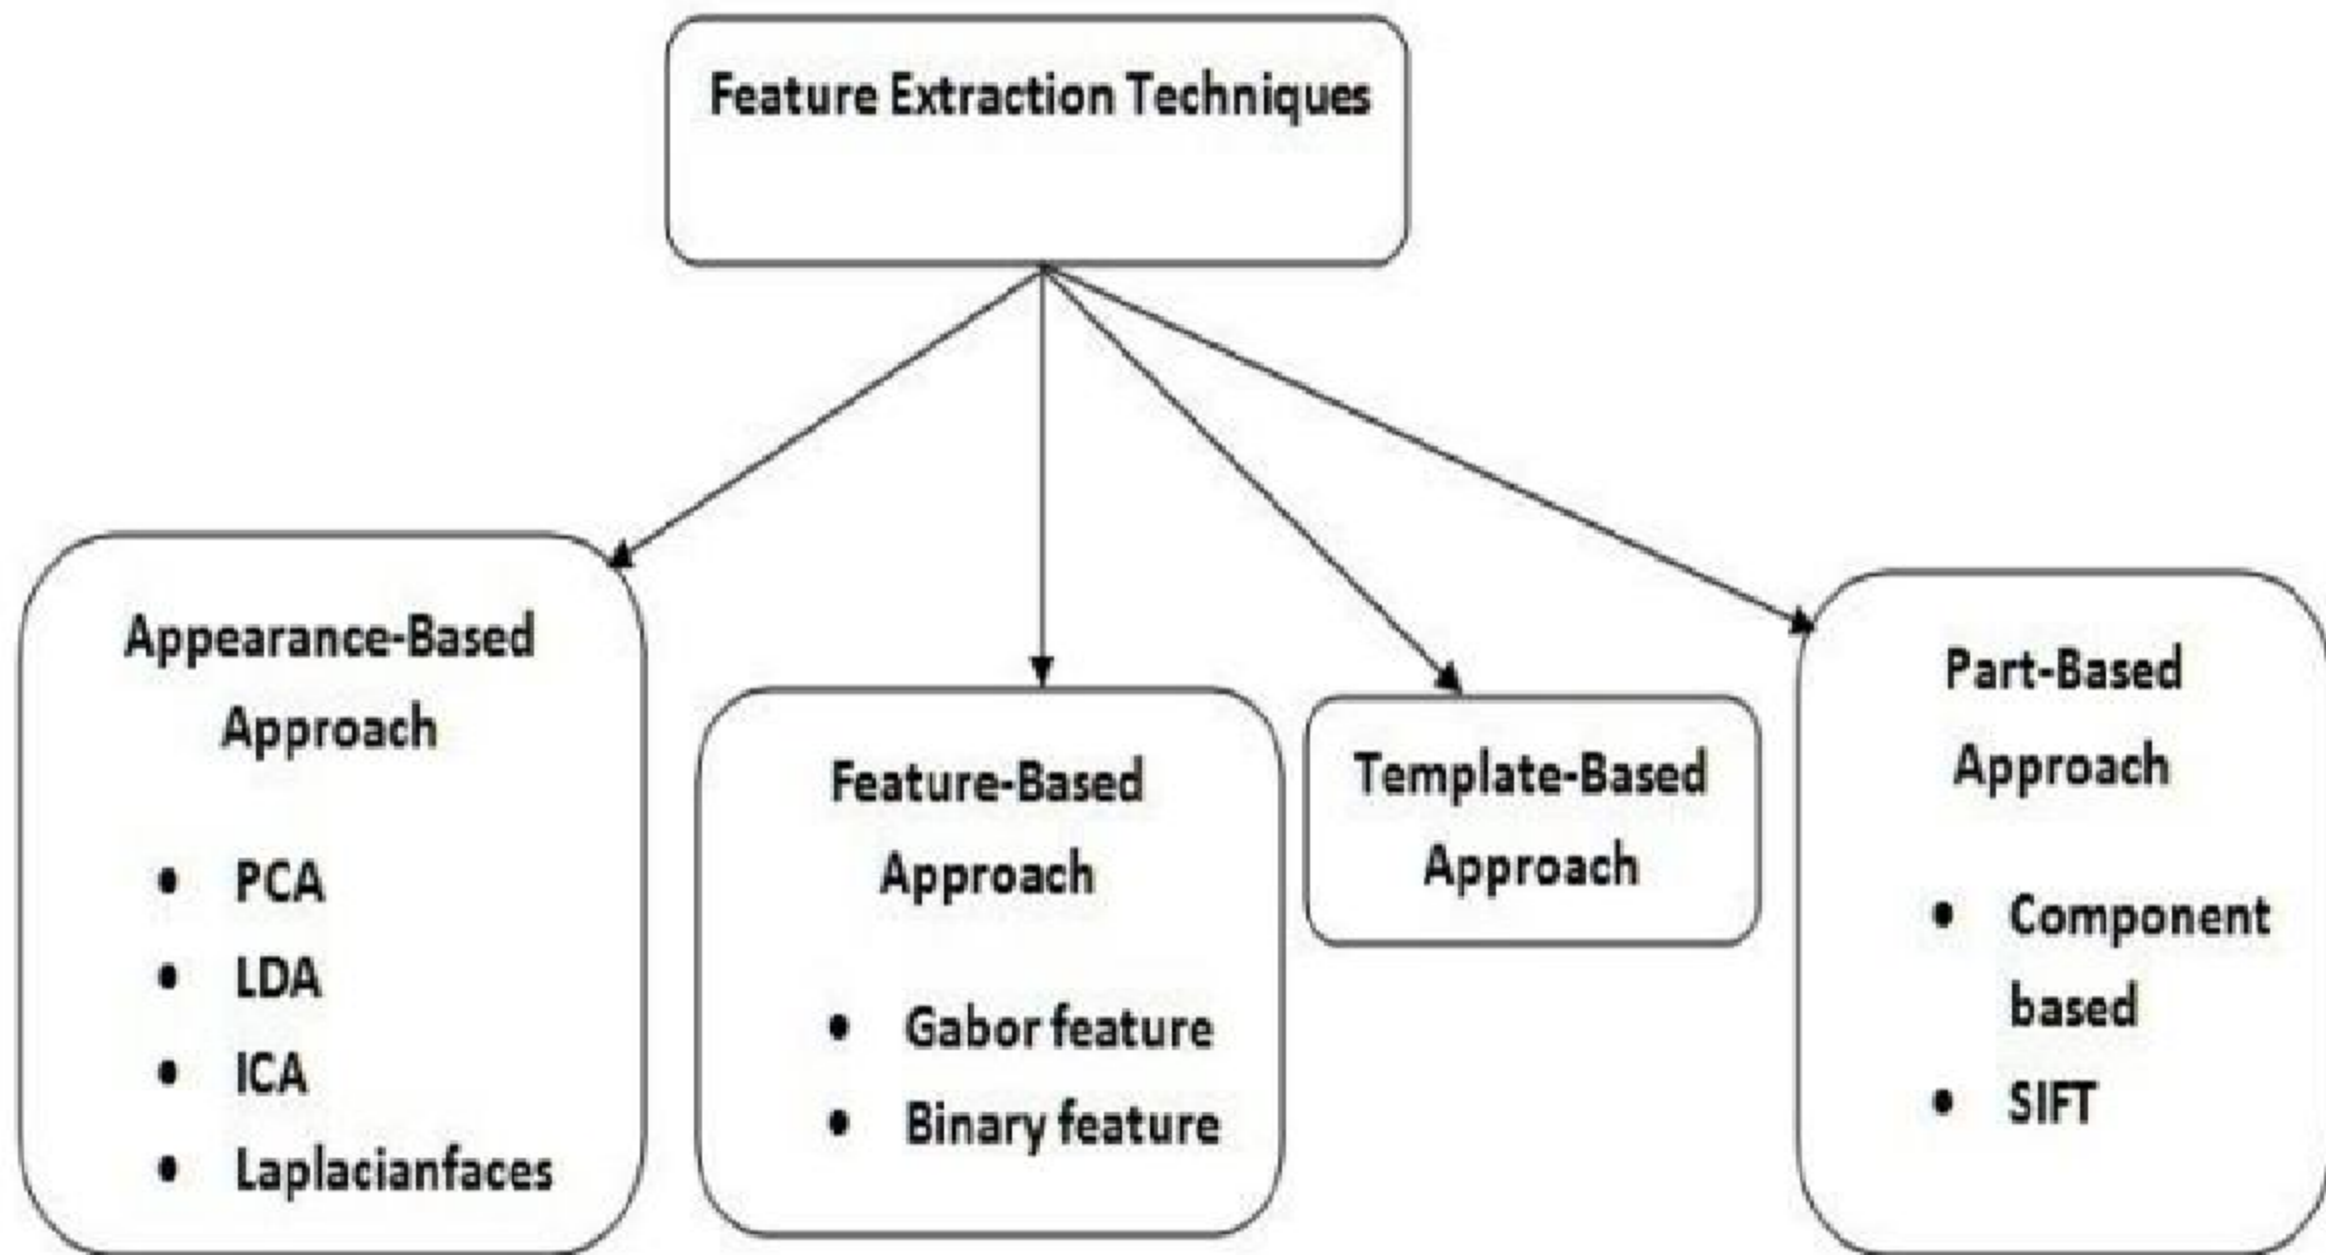 Feature Extraction Techniques
Appearance-Based
Approach
• PCA
• LDA
• ICA
• Laplacianfaces
Feature-Based
Approach
• Gabor feature
• Binary feature
Template-Based
Approach
Part-Based
Approach
• Component
based
• SIFT